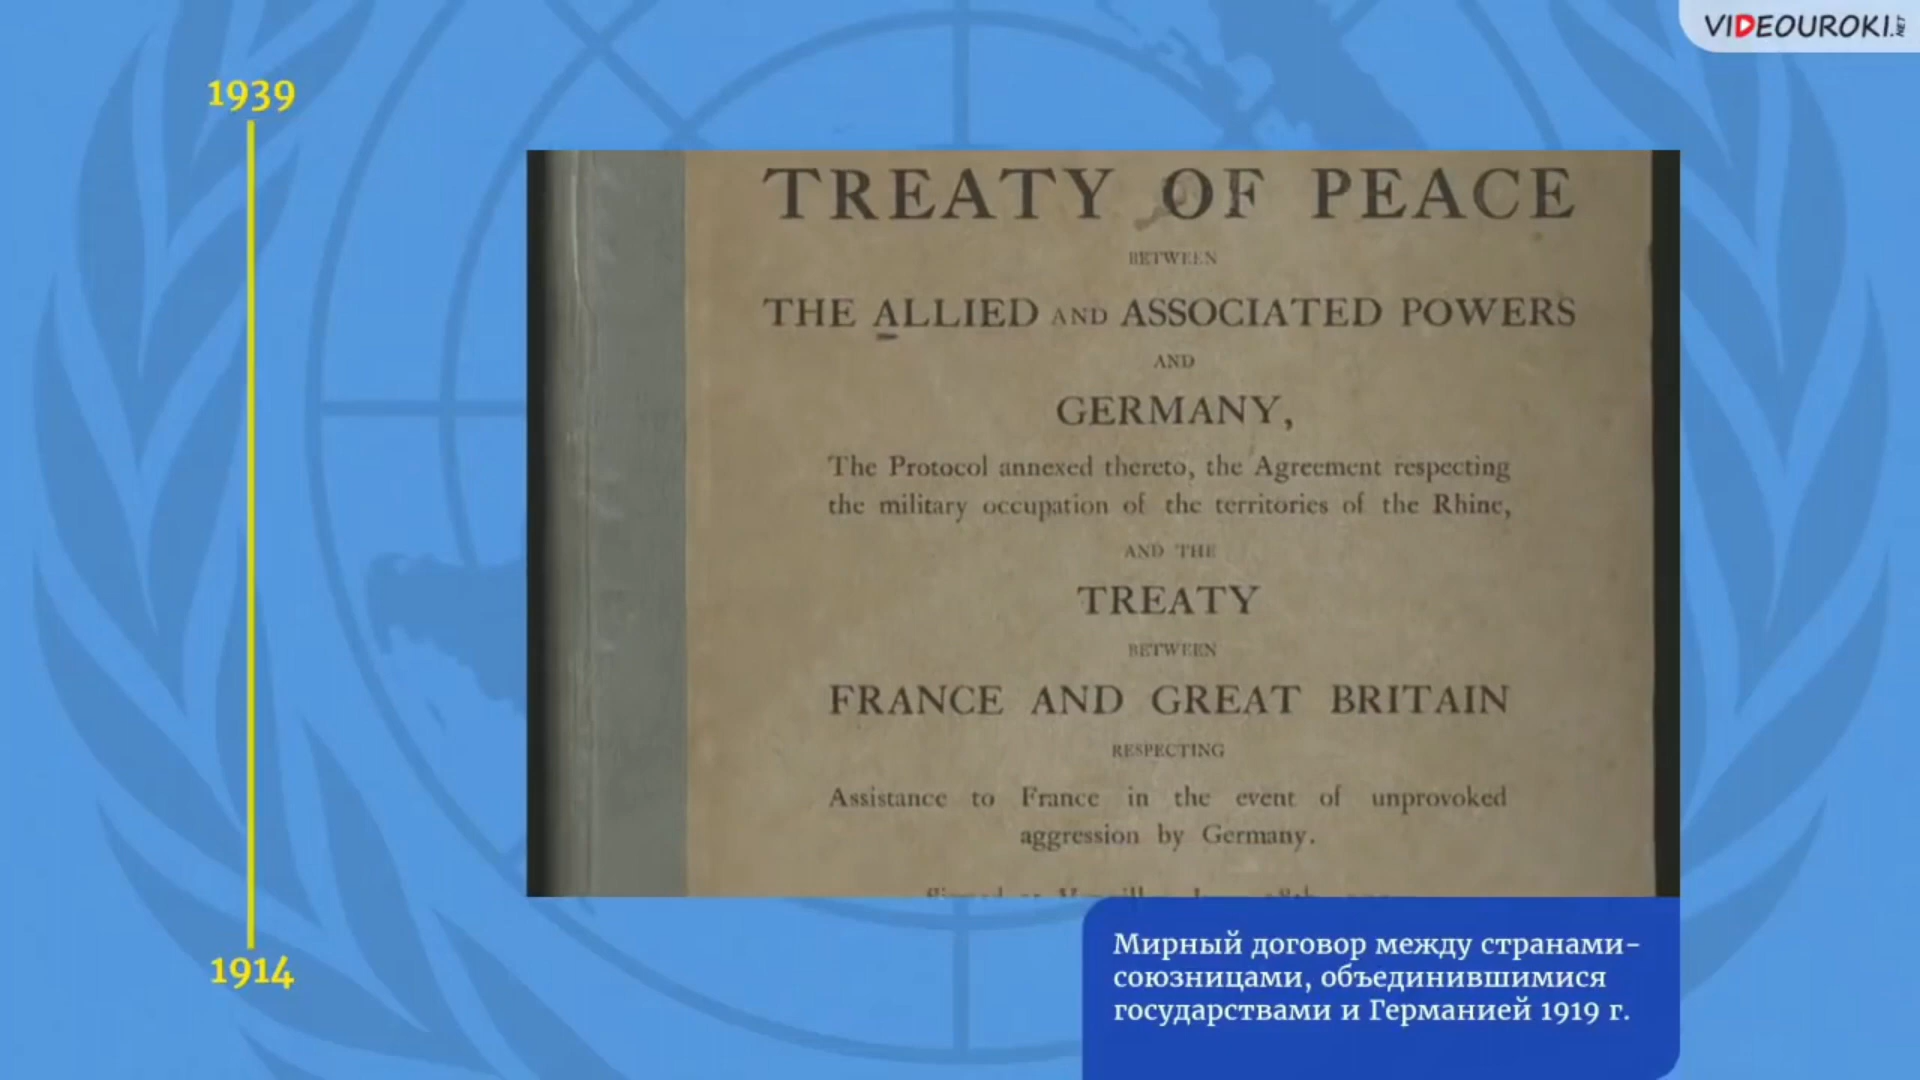 VIDEOUROKI.NET
1939
TREATY OF PEACE
BETWEEN
THE ALLIED AND ASSOCIATED POWERS
AND
GERMANY,
The Protocol annexed thereto, the Agreement respecting
the military occupation of the territories of the Rhine,
AND THE
TREATY
BETWEEN
FRANCE AND GREAT BRITAIN
RESPECTING
Assistance to France in the event of unprovoked
aggression by Germany.
1914
Мирный договор между странами-
союзницами, объединившимися
государствами и Германией 1919 г.